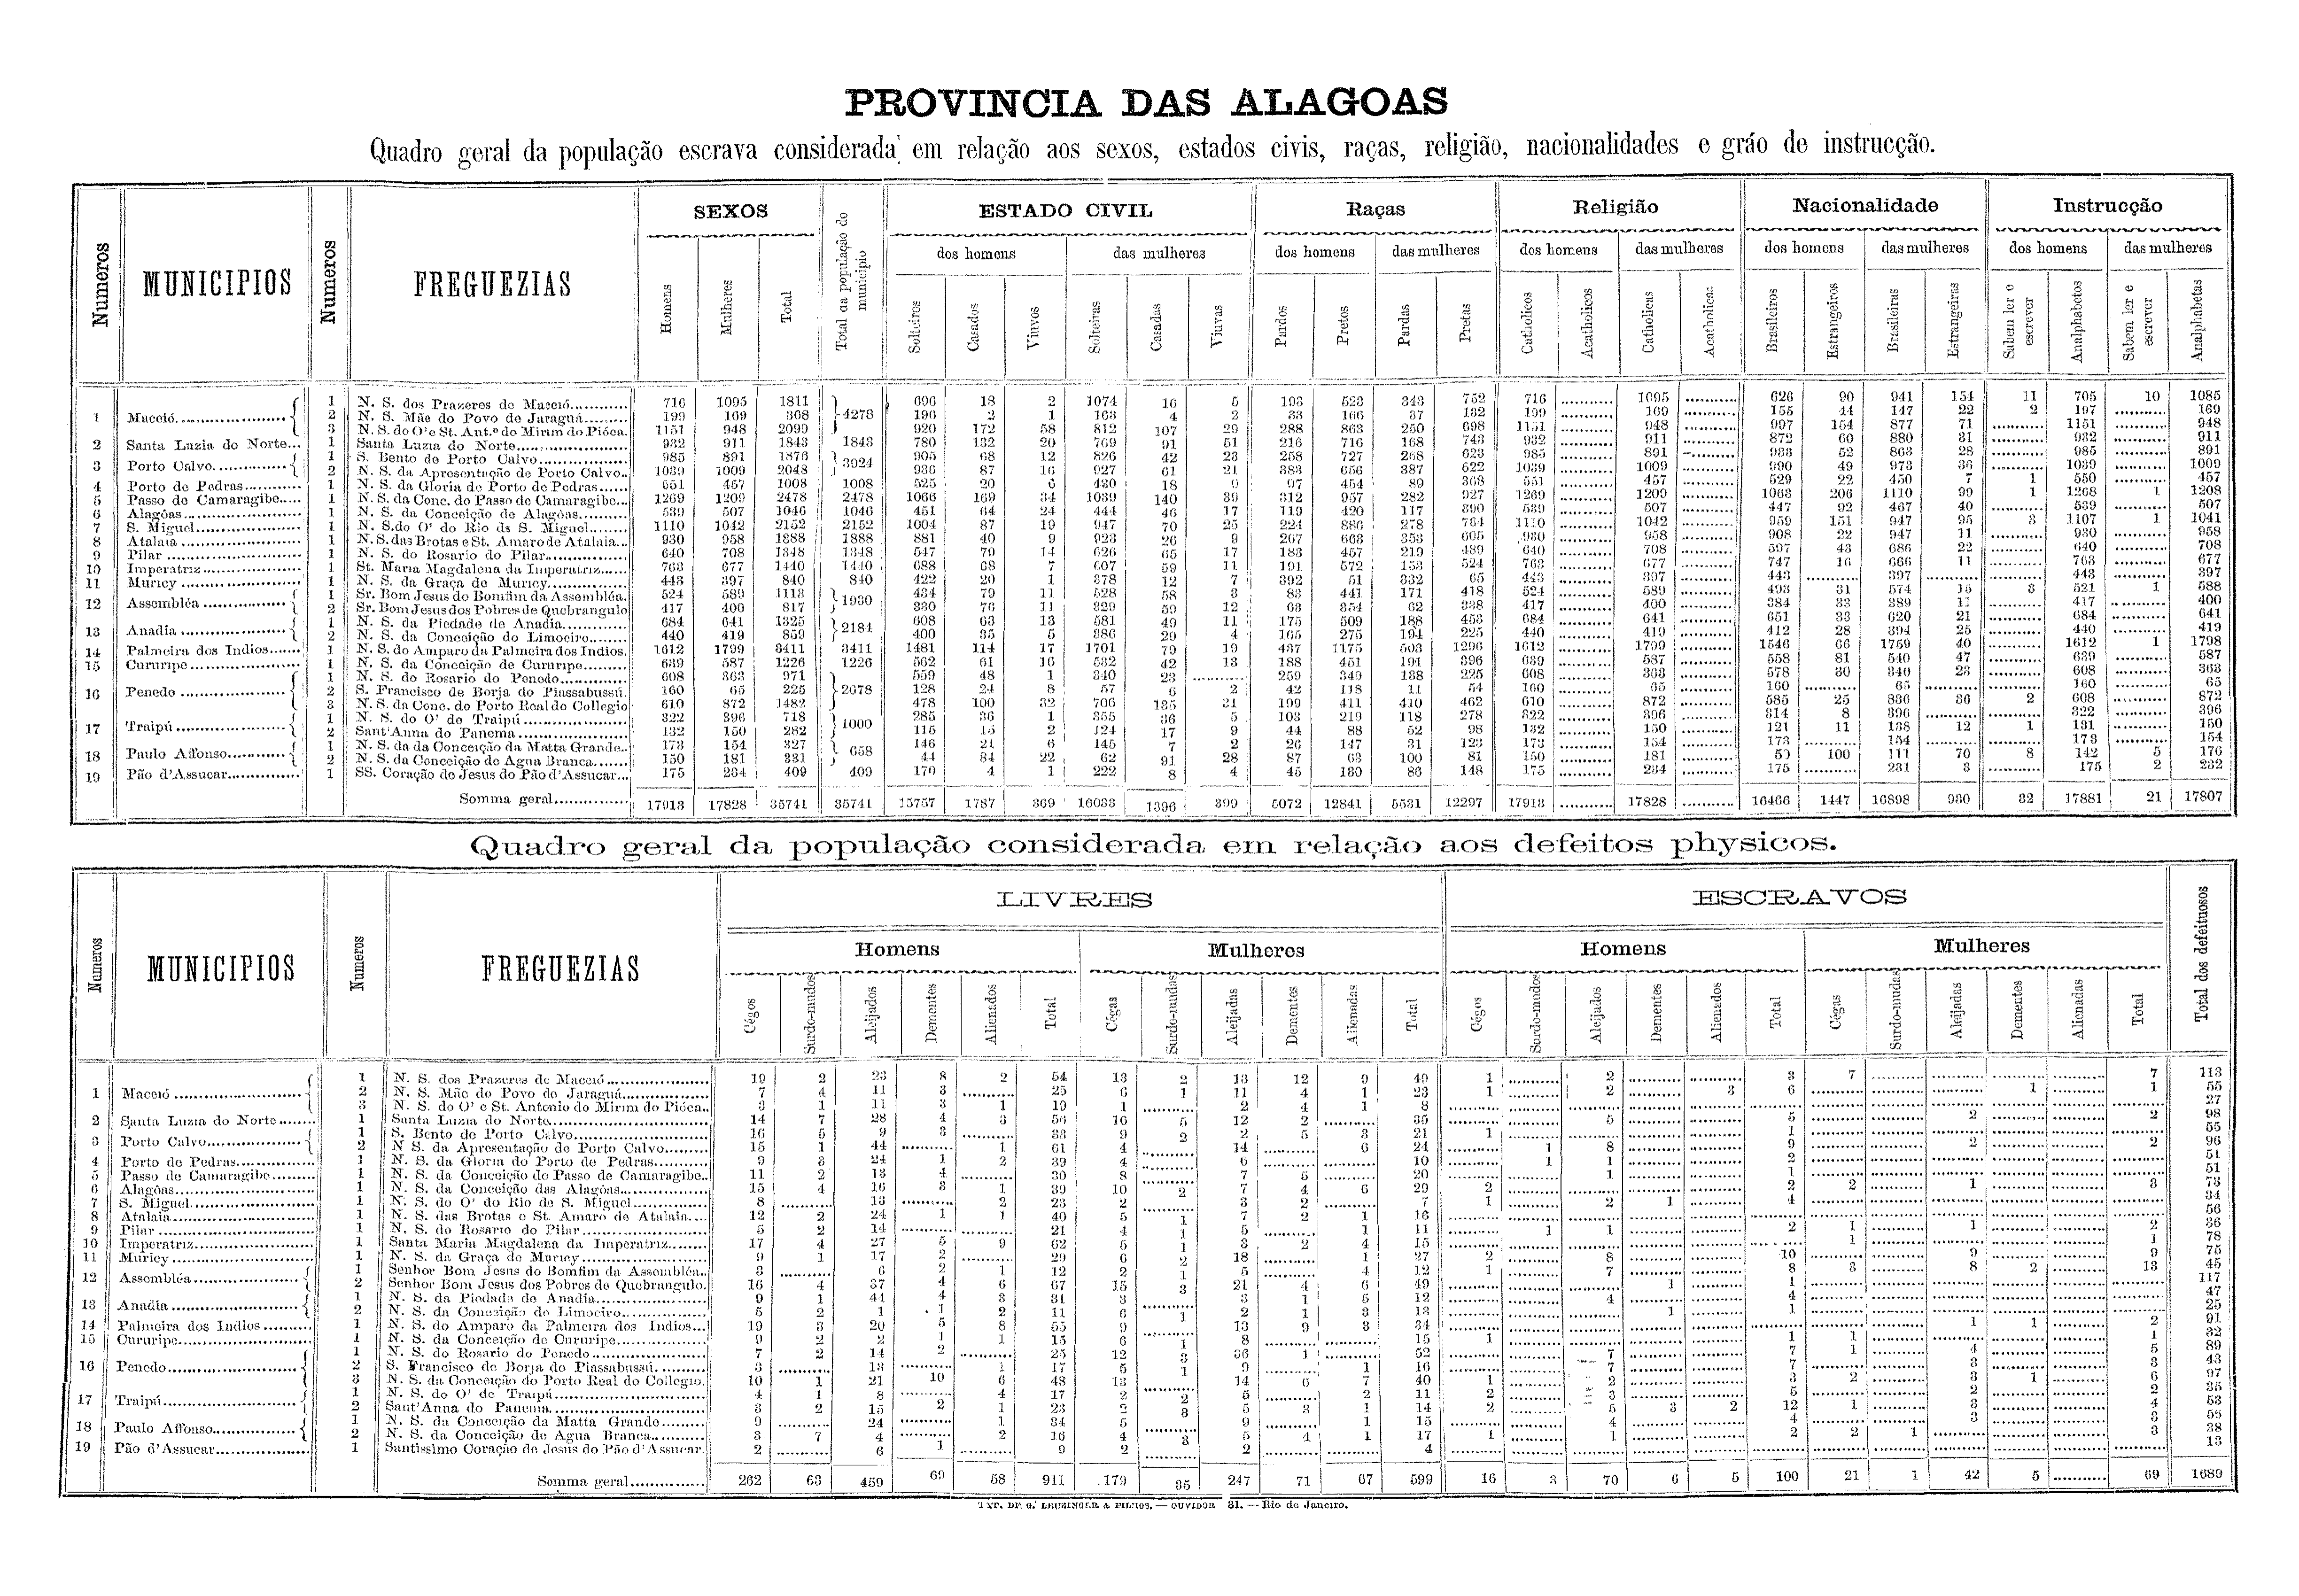 PROVINCIA DAS ALAGOAS
Quadro geral da população escrava considerada em relação aos sexos, estados civis, raças, religião, nacionalidades e gráo de instrucção.
Numeros MUNICIPIOS Numeros FREGUEZIAS SEXOS Total da população do municipio ESTADO CIVIL Raças Religião Nacionalidade Instrucção
dos homens das mulheres dos homens das mulheres dos homens das mulheres dos homens das mulheres dos homens das mulheres
Homens Mulheres Total Solteiros Casados Viuvos Solteiras Casadas Viuvas Pardos Pretos Pardas Pretas Catholicos Acatholicos Catholicas Acatholicas Brasileiros Estrangeiros Brasileiras Estrangeiras Sabem ler e escrever Analphabetos Sabem ler e escrever Analphabetas
1 Maceió 1 N. S. dos Prazeres de Maceió 716 1095 1811 4278 696 18 2 1074 16 5 193 523 343 752 716 1095 626 90 941 154 11 705 10 1085
2 N. S. Mãe do Povo de Jaraguá 199 169 368 196 2 1 163 4 2 33 166 37 132 199 169 155 44 147 22 2 197 169
3 N. S. do O' e St. Ant.º do Mirim do Pióca. 1151 948 2099 920 172 58 812 107 29 288 863 250 698 1151 948 997 154 877 71 1151 948
2 Santa Luzia do Norte 1 Santa Luzia do Norte 932 911 1843 1843 780 132 20 769 91 51 216 716 168 743 932 911 872 60 880 31 932 911
3 Porto Calvo 1 S. Bento de Porto Calvo 985 891 1876 3924 905 68 12 826 42 23 258 727 268 623 985 891 933 52 863 28 985 891
2 N. S. da Apresentação de Porto Calvo 1039 1009 2048 936 87 16 927 61 21 383 656 387 622 1039 1009 990 49 973 36 1039 1009
4 Porto de Pedras 1 N. S. da Gloria de Porto de Pedras 551 457 1008 1008 525 20 6 430 18 9 97 454 89 368 551 457 529 22 450 7 1 550 457
5 Passo de Camaragibe 1 N. S. da Conc. do Passo de Camaragibe 1269 1209 2478 2478 1066 169 34 1039 140 39 312 957 282 927 1269 1209 1063 206 1110 99 1 1268 1 1208
6 Alagôas 1 N. S. da Conceição de Alagôas 539 507 1046 1046 451 64 24 444 46 17 119 420 117 390 539 507 447 92 467 40 539 507
7 S. Miguel 1 N. S. do O' do Rio ds S. Miguel 1110 1042 2152 2152 1004 87 19 947 70 25 224 886 278 764 1110 1042 959 151 947 95 3 1107 1 1041
8 Atalaia 1 N. S. das Brotas e St. Amaro de Atalaia 930 958 1888 1888 881 40 9 923 26 9 267 663 353 605 930 958 908 22 947 11 930 958
9 Pilar 1 N. S. do Rosario do Pilar 640 708 1348 1348 547 79 14 626 65 17 183 457 219 489 640 708 597 43 686 22 640 708
10 Imperatriz 1 St. Maria Magdalena da Imperatriz 763 677 1440 1440 688 68 7 607 59 11 191 572 153 524 763 677 747 16 666 11 763 677
11 Muricy 1 N. S. da Graça de Muricy 443 397 840 840 422 20 1 378 12 7 392 51 332 65 443 397 443 397 443 397
12 Assembléa 1 Sr. Bom Jesus do Bomfim da Assembléa. 524 589 1113 1930 434 79 11 528 58 3 83 441 171 418 524 589 493 31 574 15 3 521 1 588
2 Sr. Bom Jesus dos Pobres de Quebrangulo 417 400 817 330 76 11 329 59 12 63 354 62 338 417 400 384 33 389 11 417 400
13 Anadia 1 N. S. da Piedade de Anadia 684 641 1325 2184 608 63 13 581 49 11 175 509 188 453 684 641 651 33 620 21 684 641
2 N. S. da Conceição do Limoeiro 440 419 859 400 35 5 386 29 4 165 275 194 225 440 419 412 28 394 25 440 419
14 Palmeira dos Indios 1 N. S. do Amparo da Palmeira dos Indios. 1612 1799 3411 3411 1481 114 17 1701 79 19 437 1175 503 1296 1612 1799 1546 66 1759 40 1612 1 1798
15 Cururipe 1 N. S. da Conceição de Cururipe 639 587 1226 1226 562 61 16 532 42 13 188 451 191 396 639 587 558 81 540 47 639 587
16 Penedo 1 N. S. do Rosario do Penedo 608 363 971 2678 559 48 1 340 23 259 349 138 225 608 363 578 30 340 23 608 363
2 S. Francisco de Borja do Piassabussú. 160 65 225 128 24 8 57 6 2 42 118 11 54 160 65 160 65 160 65
3 N. S. da Conc. do Porto Real do Collegio 610 872 1482 478 100 32 706 135 31 199 411 410 462 610 872 585 25 836 36 2 608 872
17 Traipú 1 N. S. do O' de Traipú 322 396 718 1000 285 36 1 355 36 5 103 219 118 278 322 396 314 8 396 322 396
2 Sant'Anna do Panema 132 150 282 115 15 2 124 17 9 44 88 52 98 132 150 121 11 138 12 1 131 150
18 Paulo Affonso 1 N. S. da da Conceição da Matta Grande 173 154 327 658 146 21 6 145 7 2 26 147 31 123 173 154 173 154 173 154
2 N. S. da Conceição de Agua Branca 150 181 331 44 84 22 62 91 28 87 63 100 81 150 181 50 100 111 70 8 142 5 176
19 Pão d'Assucar 1 SS. Coração de Jesus do Pão d'Assucar 175 234 409 409 170 4 1 222 8 4 45 130 86 148 175 234 175 231 3 175 2 232
Somma geral 17913 17828 35741 35741 15757 1787 369 16033 1396 399 5072 12841 5531 12297 17913 17828 16466 1447 16898 930 32 17881 21 17807
Quadro geral da população considerada em relação aos defeitos physicos.
Numeros MUNICIPIOS Numeros FREGUEZIAS LIVRES ESCRAVOS Total dos defeituosos
Homens Mulheres Homens Mulheres
Cégos Surdo-mudos Aleijados Dementes Alienados Total Cégas Surdo-mudas Aleijadas Dementes Alienadas Total Cégos Surdo-mudos Aleijados Dementes Alienados Total Cégas Surdo-mudas Aleijadas Dementes Alienadas Total
1 Maceió 1 N. S. dos Prazeres de Maceió 19 2 23 8 2 54 13 2 13 12 9 49 1 2 3 7 7 113
2 N. S. Mãe do Povo de Jaraguá 7 4 11 3 25 6 1 11 4 1 23 1 2 3 6 1 1 55
3 N. S. do O' e St. Antonio do Mirim do Pióca 3 1 11 3 1 19 1 2 4 1 8 27
2 Santa Luzia do Norte 1 Santa Luzia do Norte 14 7 28 4 3 56 16 5 12 2 35 5 5 2 2 98
3 Porto Calvo 1 S. Bento de Porto Calvo 16 5 9 3 33 9 2 2 5 3 21 1 1 55
2 N S. da Apresentação de Porto Calvo 15 1 44 1 61 4 14 6 24 1 8 9 2 2 96
4 Porto de Pedras 1 N. S. da Gloria do Porto de Pedras 9 3 24 1 2 39 4 6 10 1 1 2 51
5 Passo de Camaragibe 1 N. S. da Conceição do Passo de Camaragibe 11 2 13 4 30 8 7 5 20 1 1 51
6 Alagôas 1 N. S. da Conceição das Alagôas 15 4 16 3 1 39 10 2 7 4 6 29 2 2 2 1 3 73
7 S. Miguel 1 N. S. do O' do Rio de S. Miguel 8 13 2 23 2 3 2 7 1 2 1 4 34
8 Atalaia 1 N. S. das Brotas e St. Amaro de Atalaia 12 2 24 1 1 40 5 1 7 2 1 16 56
9 Pilar 1 N. S. do Rosario do Pilar 5 2 14 21 4 1 5 1 11 1 1 2 1 1 2 36
10 Imperatriz 1 Santa Maria Magdalena da Imperatriz 17 4 27 5 9 62 5 1 3 2 4 15 1 1 78
11 Muricy 1 N. S. da Graça de Muricy 9 1 17 2 29 6 2 18 1 27 2 8 10 9 9 75
12 Assembléa 1 Senhor Bom Jesus do Bomfim da Assembléa 3 6 2 1 12 2 1 5 4 12 1 7 8 3 8 2 13 45
2 Senhor Bom Jesus dos Pobres de Quebrangulo. 16 4 37 4 6 67 15 3 21 4 6 49 1 1 117
13 Anadia 1 N. S. da Piedade de Anadia 9 1 44 4 3 31 3 3 1 5 12 4 4 47
2 N. S. da Conceição do Limoeiro 5 2 1 1 2 11 6 1 2 1 3 13 1 1 25
14 Palmeira dos Indios 1 N. S. do Amparo da Palmeira dos Indios 19 3 20 5 8 55 9 13 9 3 34 1 1 2 91
15 Cururipe 1 N. S. da Conceição de Cururipe 9 2 2 1 1 15 6 1 8 15 1 1 1 1 32
16 Penedo 1 N. S. do Rosario do Penedo 7 2 14 2 25 12 3 36 1 52 7 7 1 4 5 89
2 S. Francisco de Borja do Piassabussú. 3 13 1 17 5 1 9 1 16 7 7 3 3 43
3 N. S. da Conceição do Porto Real do Collegio. 10 1 21 10 6 48 13 14 6 7 40 1 2 3 2 3 1 6 97
17 Traipú 1 N. S. do O' de Traipú 4 1 8 4 17 2 2 5 2 11 2 3 5 2 2 35
2 Sant'Anna do Panema 3 2 15 2 1 23 2 3 5 3 1 14 2 5 3 2 12 1 3 4 53
18 Paulo Affonso 1 N. S. da Conceição da Matta Grande 9 24 1 34 5 9 1 15 4 4 3 3
2 N. S. da Conceição de Agua Branca 3 7 4 2 16 4 3 5 4 1 17 1 1 2 2 1 3 38
19 Pão d'Assucar 1 Santissimo Coração de Jesus do Pão d'Assucar. 2 6 1 9 2 2 4 13
Somma geral 262 63 459 69 58 911 179 35 247 71 67 599 16 3 70 6 5 100 21 1 42 5 69 1689
TYP. DE G. LEUZINGER & FILHOS, — OUVIDOR 31. — Rio de Janeiro.